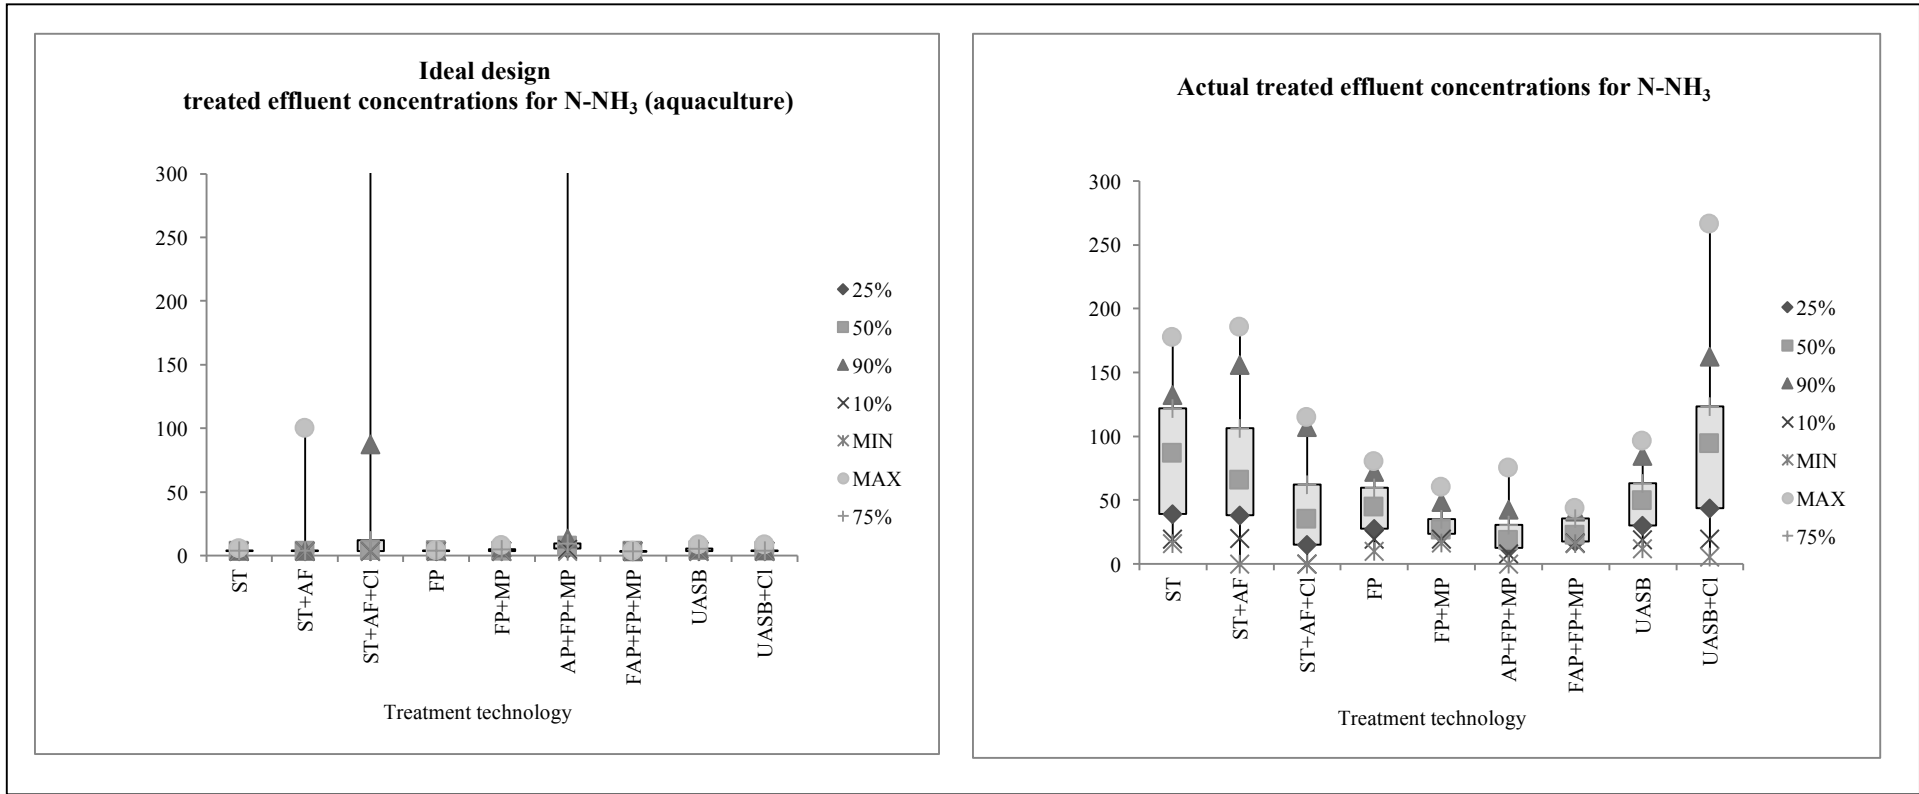 Ideal design
treated effluent concentrations for N-NH₃ (aquaculture)
300
250
200
150
100
50
0
ST
ST+AF
ST+AF+Cl
FP
FP+MP
AP+FP+MP
FAP+FP+MP
UASB
UASB+Cl
Treatment technology
25%
50%
90%
10%
MIN
MAX
75%
Actual treated effluent concentrations for N-NH₃
300
250
200
150
100
50
0
ST
ST+AF
ST+AF+Cl
FP
FP+MP
AP+FP+MP
FAP+FP+MP
UASB
UASB+Cl
Treatment technology
25%
50%
90%
10%
MIN
MAX
75%